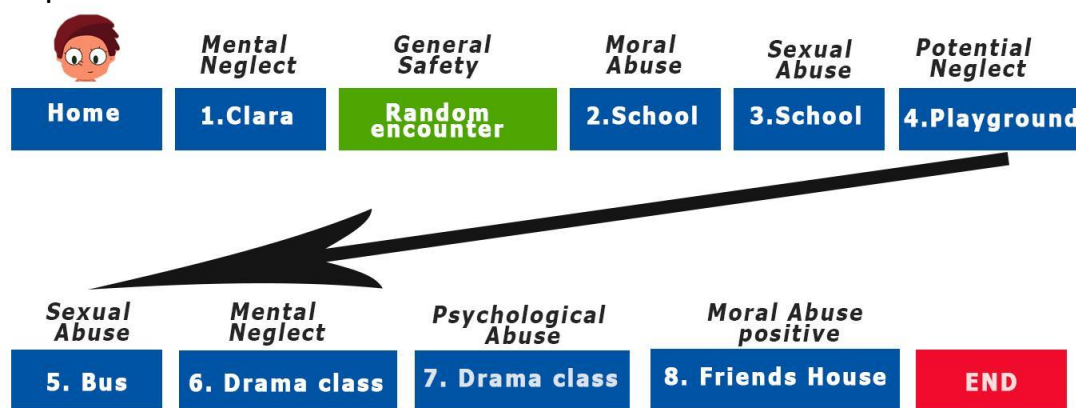 Mental
Neglect
General
Safety
Moral
Abuse
Sexual
Abuse
Potential
Neglect
Home
1.Clara
Random
encounter
2.School
3.School
4.Playground
Sexual
Abuse
Mental
Neglect
Psychological
Abuse
Moral Abuse
positive
5. Bus
6. Drama class
7. Drama class
8. Friends House
END